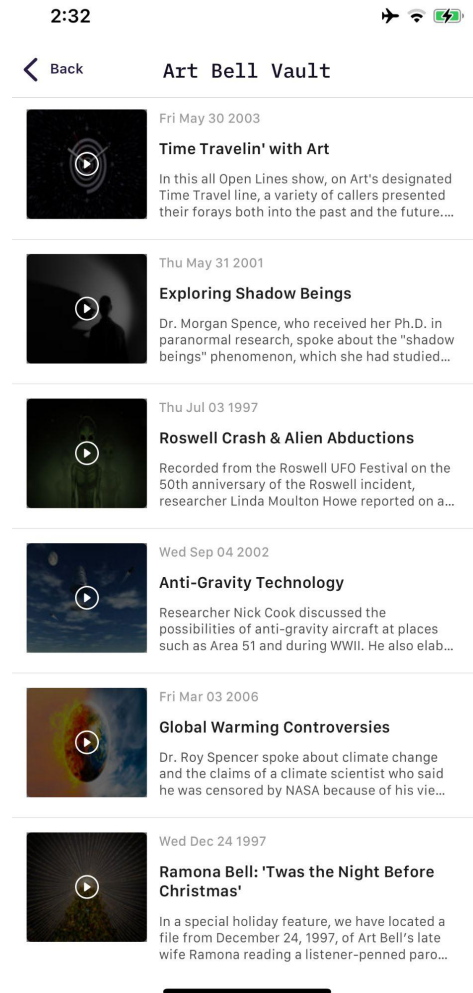 2:32
Back
Art Bell Vault
Fri May 30 2003
Time Travelin' with Art
In this all Open Lines show, on Art's designated
Time Travel line, a variety of callers presented
their forays both into the past and the future....
Thu May 31 2001
Exploring Shadow Beings
Dr. Morgan Spence, who received her Ph.D. in
paranormal research, spoke about the "shadow
beings" phenomenon, which she had studied...
Thu Jul 03 1997
Roswell Crash & Alien Abductions
Recorded from the Roswell UFO Festival on the
50th anniversary of the Roswell incident,
researcher Linda Moulton Howe reported on a...
Wed Sep 04 2002
Anti-Gravity Technology
Researcher Nick Cook discussed the
possibilities of anti-gravity aircraft at places
such as Area 51 and during WWII. He also elab...
Fri Mar 03 2006
Global Warming Controversies
Dr. Roy Spencer spoke about climate change
and the claims of a climate scientist who said
he was censored by NASA because of his vie...
Wed Dec 24 1997
Ramona Bell: 'Twas the Night Before
Christmas'
In a special holiday feature, we have located a
file from December 24, 1997, of Art Bell’s late
wife Ramona reading a listener-penned paro...